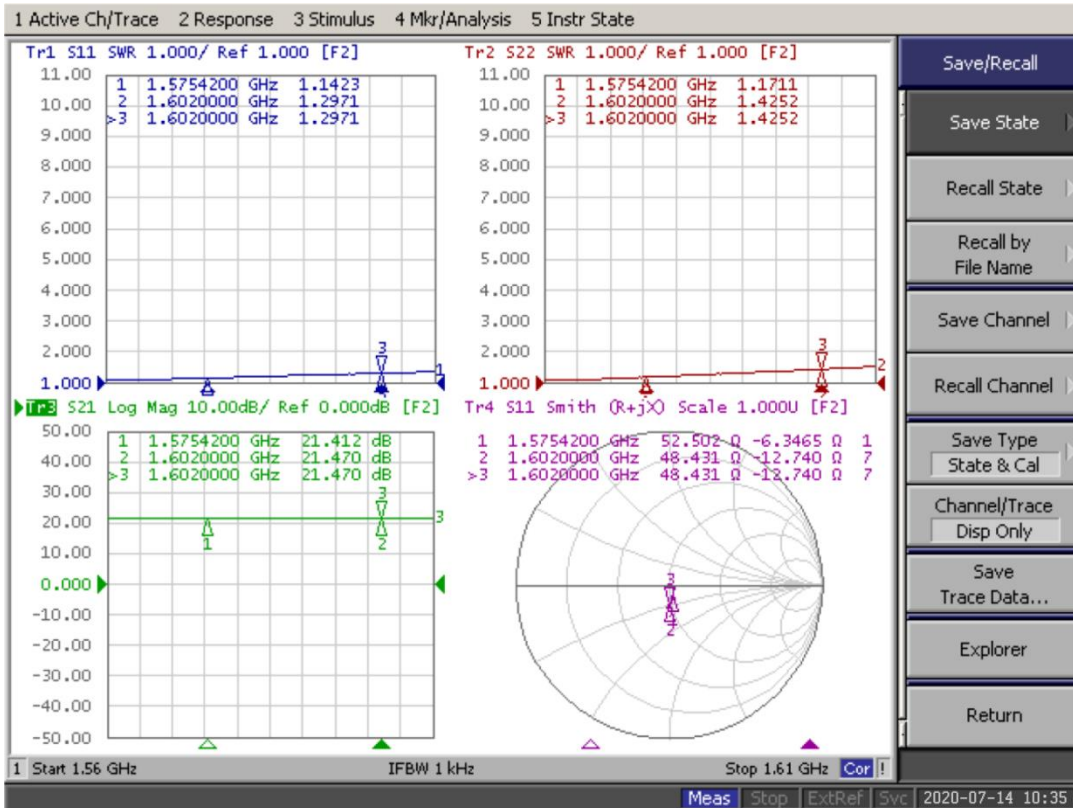 1 Active Ch/Trace 2 Response 3 Stimulus 4 Mkr/Analysis 5 Instr State
Tr1 S11 SWR 1.000/ Ref 1.000 [F2]
11.00
10.00
9.000
8.000
7.000
6.000
5.000
4.000
3.000
2.000
1.000
1 1.5754200 GHz 1.1423
2 1.6020000 GHz 1.2971
>3 1.6020000 GHz 1.2971
3
1
Tr2 S22 SWR 1.000/ Ref 1.000 [F2]
11.00
10.00
9.000
8.000
7.000
6.000
5.000
4.000
3.000
2.000
1.000
1 1.5754200 GHz 1.1711
2 1.6020000 GHz 1.4252
>3 1.6020000 GHz 1.4252
3
2
Tr3 S21 Log Mag 10.00dB/ Ref 0.000dB [F2]
50.00
40.00
30.00
20.00
10.00
0.000
-10.00
-20.00
-30.00
-40.00
-50.00
1 1.5754200 GHz 21.412 dB
2 1.6020000 GHz 21.470 dB
>3 1.6020000 GHz 21.470 dB
3
3
1
2
Tr4 S11 Smith (R+jX) Scale 1.000U [F2]
1 1.5754200 GHz 52.502 Ω -6.3465 Ω 1
2 1.6020000 GHz 48.431 Ω -12.740 Ω 7
>3 1.6020000 GHz 48.431 Ω -12.740 Ω 7
3
2
1 Start 1.56 GHz IFBW 1 kHz Stop 1.61 GHz Cor !
Save/Recall
Save State
Recall State
Recall by
File Name
Save Channel
Recall Channel
Save Type
State & Cal
Channel/Trace
Disp Only
Save
Trace Data...
Explorer
Return
Meas Stop ExtRef Svc 2020-07-14 10:35